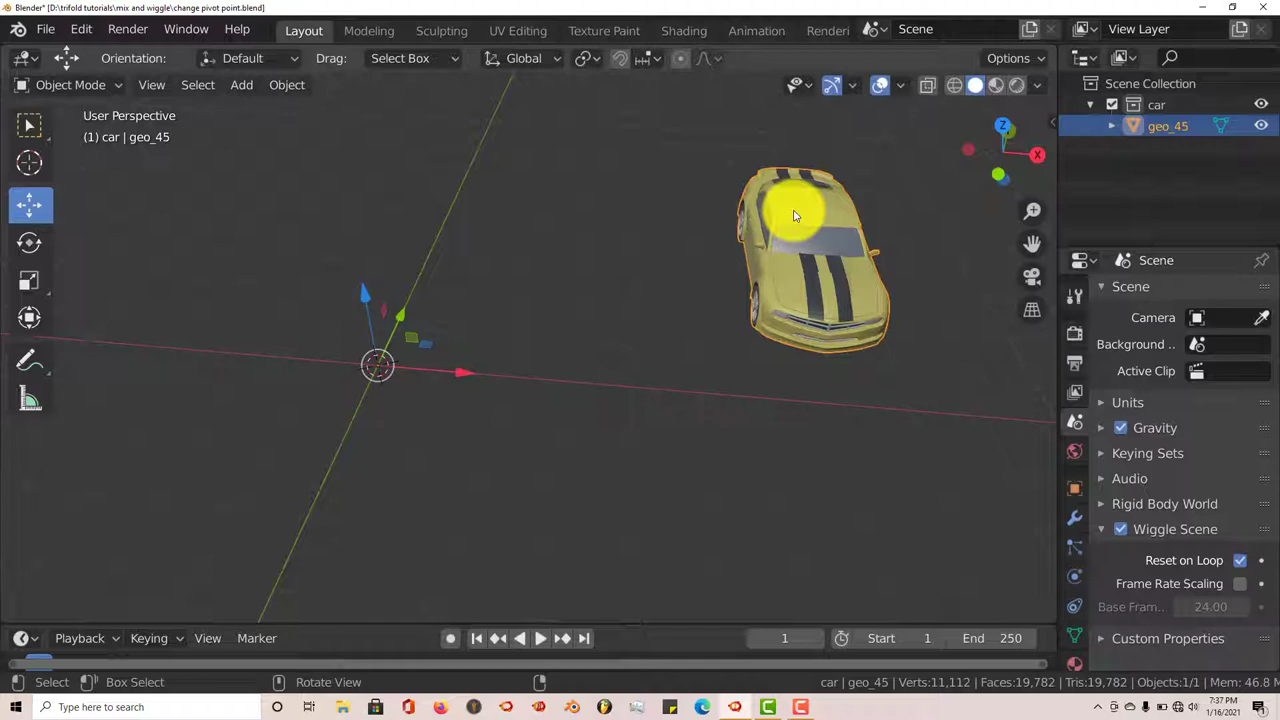 Blender* [D:\trifold tutorials\mix and wiggle\change pivot point.blend]
File Edit Render Window Help Layout Modeling Sculpting UV Editing Texture Paint Shading Animation Renderi Scene View Layer
Orientation: Default Drag: Select Box Global Options
Object Mode View Select Add Object
Scene Collection
car
geo_45
User Perspective
(1) car | geo_45
Z
X
Scene
Scene
Camera
Background ..
Active Clip
Units
Gravity
Keying Sets
Audio
Rigid Body World
Wiggle Scene
Reset on Loop
Frame Rate Scaling
Base Fram.. 24.00
Custom Properties
Playback Keying View Marker 1 Start 1 End 250
Select Box Select Rotate View car | geo_45 | Verts:11,112 | Faces:19,782 | Tris:19,782 | Objects:1/1 | Mem: 46.8 M
Type here to search
7:37 PM
1/16/2021